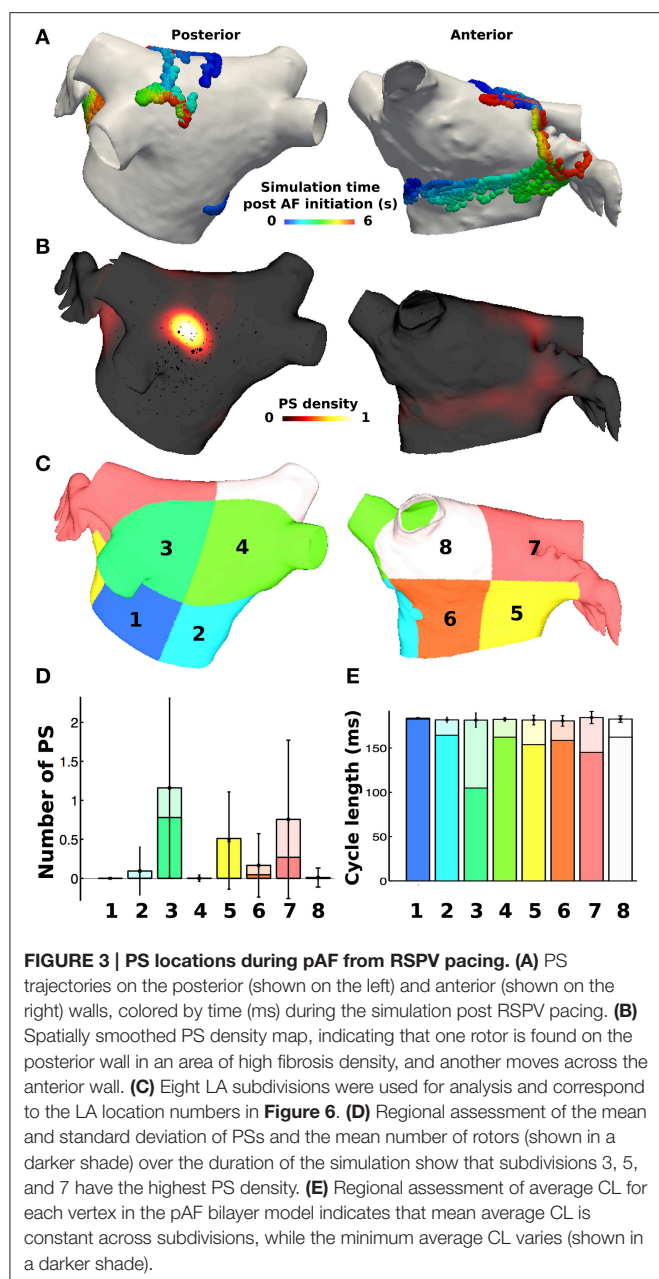 A
Posterior
Anterior
Simulation time
post AF initiation (s)
0 6
B
PS density
0 1
C
3
4
1
2
8
7
6
5
D
E
Number of PS
2
1.5
1
0.5
0
1 2 3 4 5 6 7 8
Cycle length (ms)
150
100
50
0
1 2 3 4 5 6 7 8
FIGURE 3 | PS locations during pAF from RSPV pacing. (A) PS
trajectories on the posterior (shown on the left) and anterior (shown on the
right) walls, colored by time (ms) during the simulation post RSPV pacing. (B)
Spatially smoothed PS density map, indicating that one rotor is found on the
posterior wall in an area of high fibrosis density, and another moves across the
anterior wall. (C) Eight LA subdivisions were used for analysis and correspond
to the LA location numbers in Figure 6. (D) Regional assessment of the mean
and standard deviation of PSs and the mean number of rotors (shown in a
darker shade) over the duration of the simulation show that subdivisions 3, 5,
and 7 have the highest PS density. (E) Regional assessment of average CL for
each vertex in the pAF bilayer model indicates that mean average CL is
constant across subdivisions, while the minimum average CL varies (shown in
a darker shade).